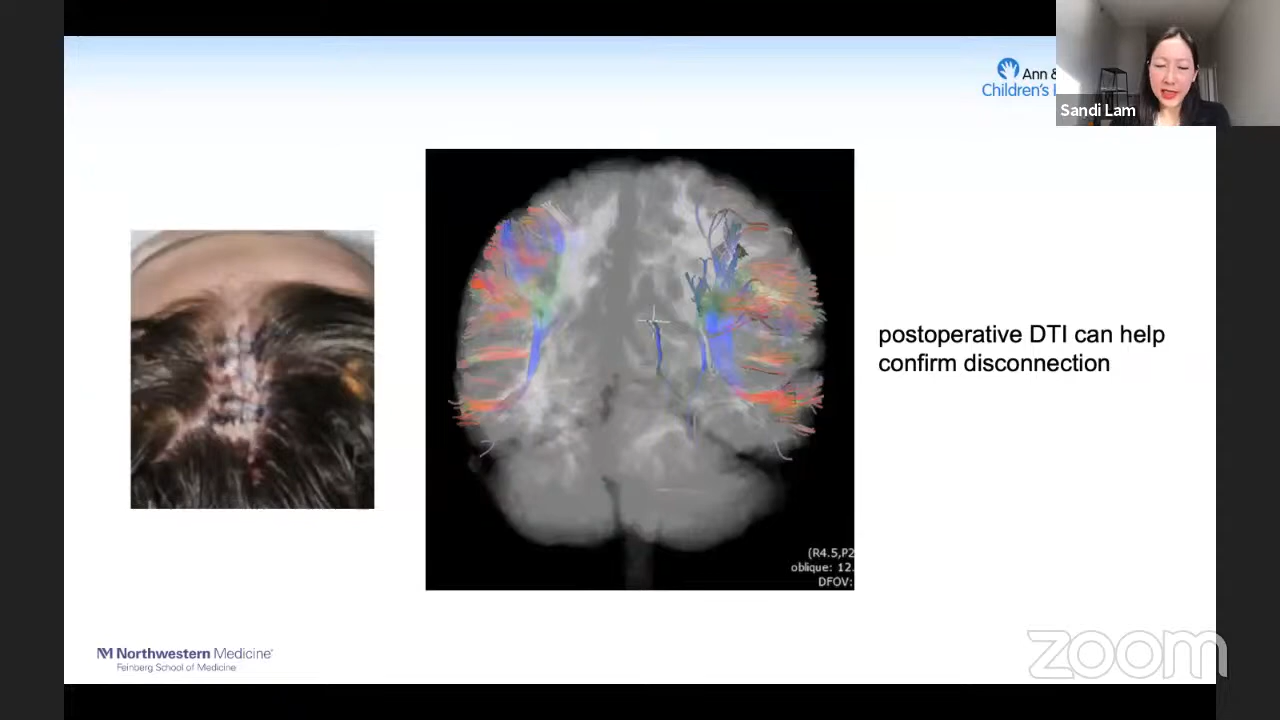 Ann &
Children's
Sandi Lam
postoperative DTI can help
confirm disconnection
(R4.5,P2
oblique: 12.
DFOV:
M Northwestern Medicine®
Feinberg School of Medicine
zoom